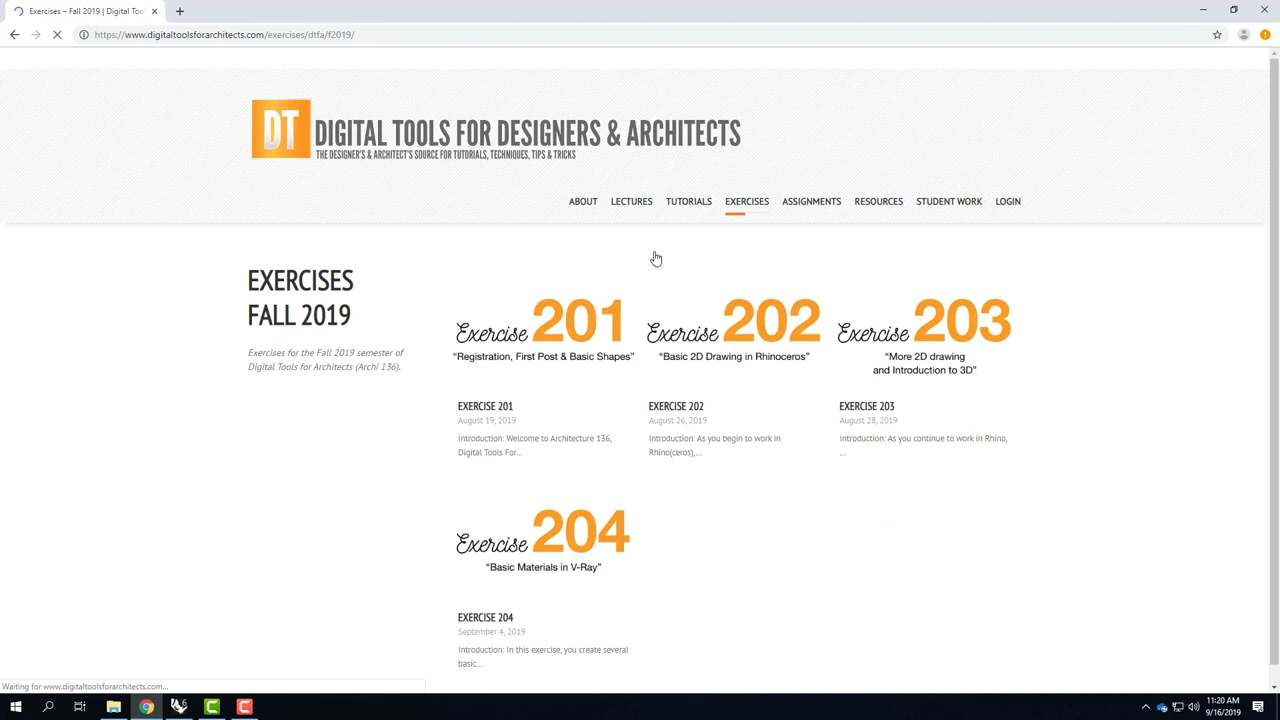 Exercises – Fall 2019 | Digital Too
https://www.digitaltoolsforarchitects.com/exercises/dtfa/f2019/
DT
DIGITAL TOOLS FOR DESIGNERS & ARCHITECTS
THE DESIGNER'S & ARCHITECT'S SOURCE FOR TUTORIALS, TECHNIQUES, TIPS & TRICKS
ABOUT LECTURES TUTORIALS EXERCISES ASSIGNMENTS RESOURCES STUDENT WORK LOGIN
EXERCISES
FALL 2019
Exercises for the Fall 2019 semester of
Digital Tools for Architects (Archi 136).
Exercise 201
“Registration, First Post & Basic Shapes”
EXERCISE 201
August 19, 2019
Introduction: Welcome to Architecture 136,
Digital Tools For...
Exercise 202
“Basic 2D Drawing in Rhinoceros”
EXERCISE 202
August 26, 2019
Introduction: As you begin to work in
Rhino(ceros),...
Exercise 203
“More 2D drawing
and Introduction to 3D”
EXERCISE 203
August 28, 2019
Introduction: As you continue to work in Rhino,
...
Exercise 204
“Basic Materials in V-Ray”
EXERCISE 204
September 4, 2019
Introduction: In this exercise, you create several
basic...
Waiting for www.digitaltoolsforarchitects.com...
11:20 AM
9/16/2019